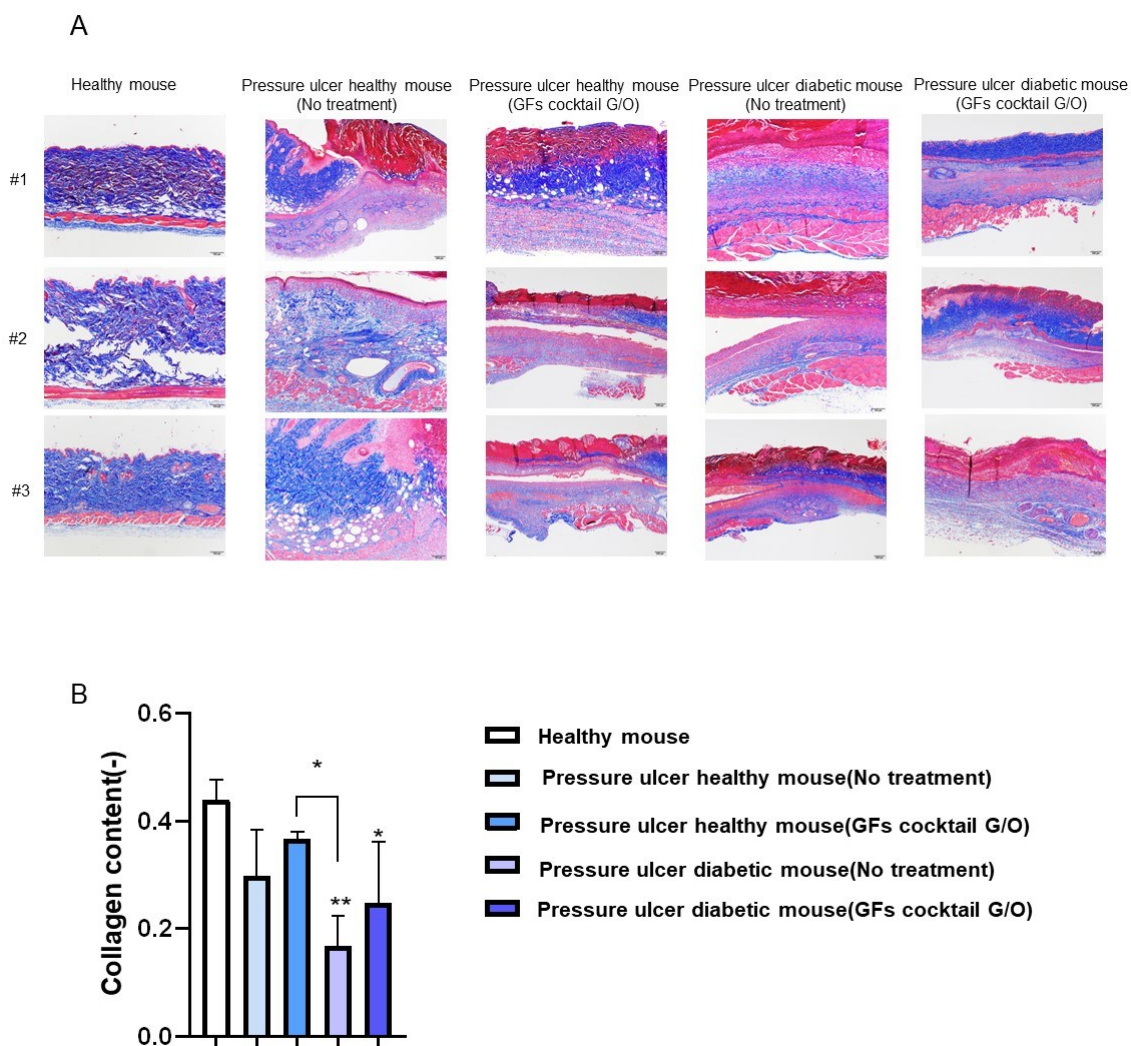 A
Healthy mouse
Pressure ulcer healthy mouse
(No treatment)
Pressure ulcer healthy mouse
(GFs cocktail G/O)
Pressure ulcer diabetic mouse
(No treatment)
Pressure ulcer diabetic mouse
(GFs cocktail G/O)
#1
#2
#3
B
Collagen content(-)
0.6
0.4
0.2
0.0
*
**
*
Healthy mouse
Pressure ulcer healthy mouse(No treatment)
Pressure ulcer healthy mouse(GFs cocktail G/O)
Pressure ulcer diabetic mouse(No treatment)
Pressure ulcer diabetic mouse(GFs cocktail G/O)